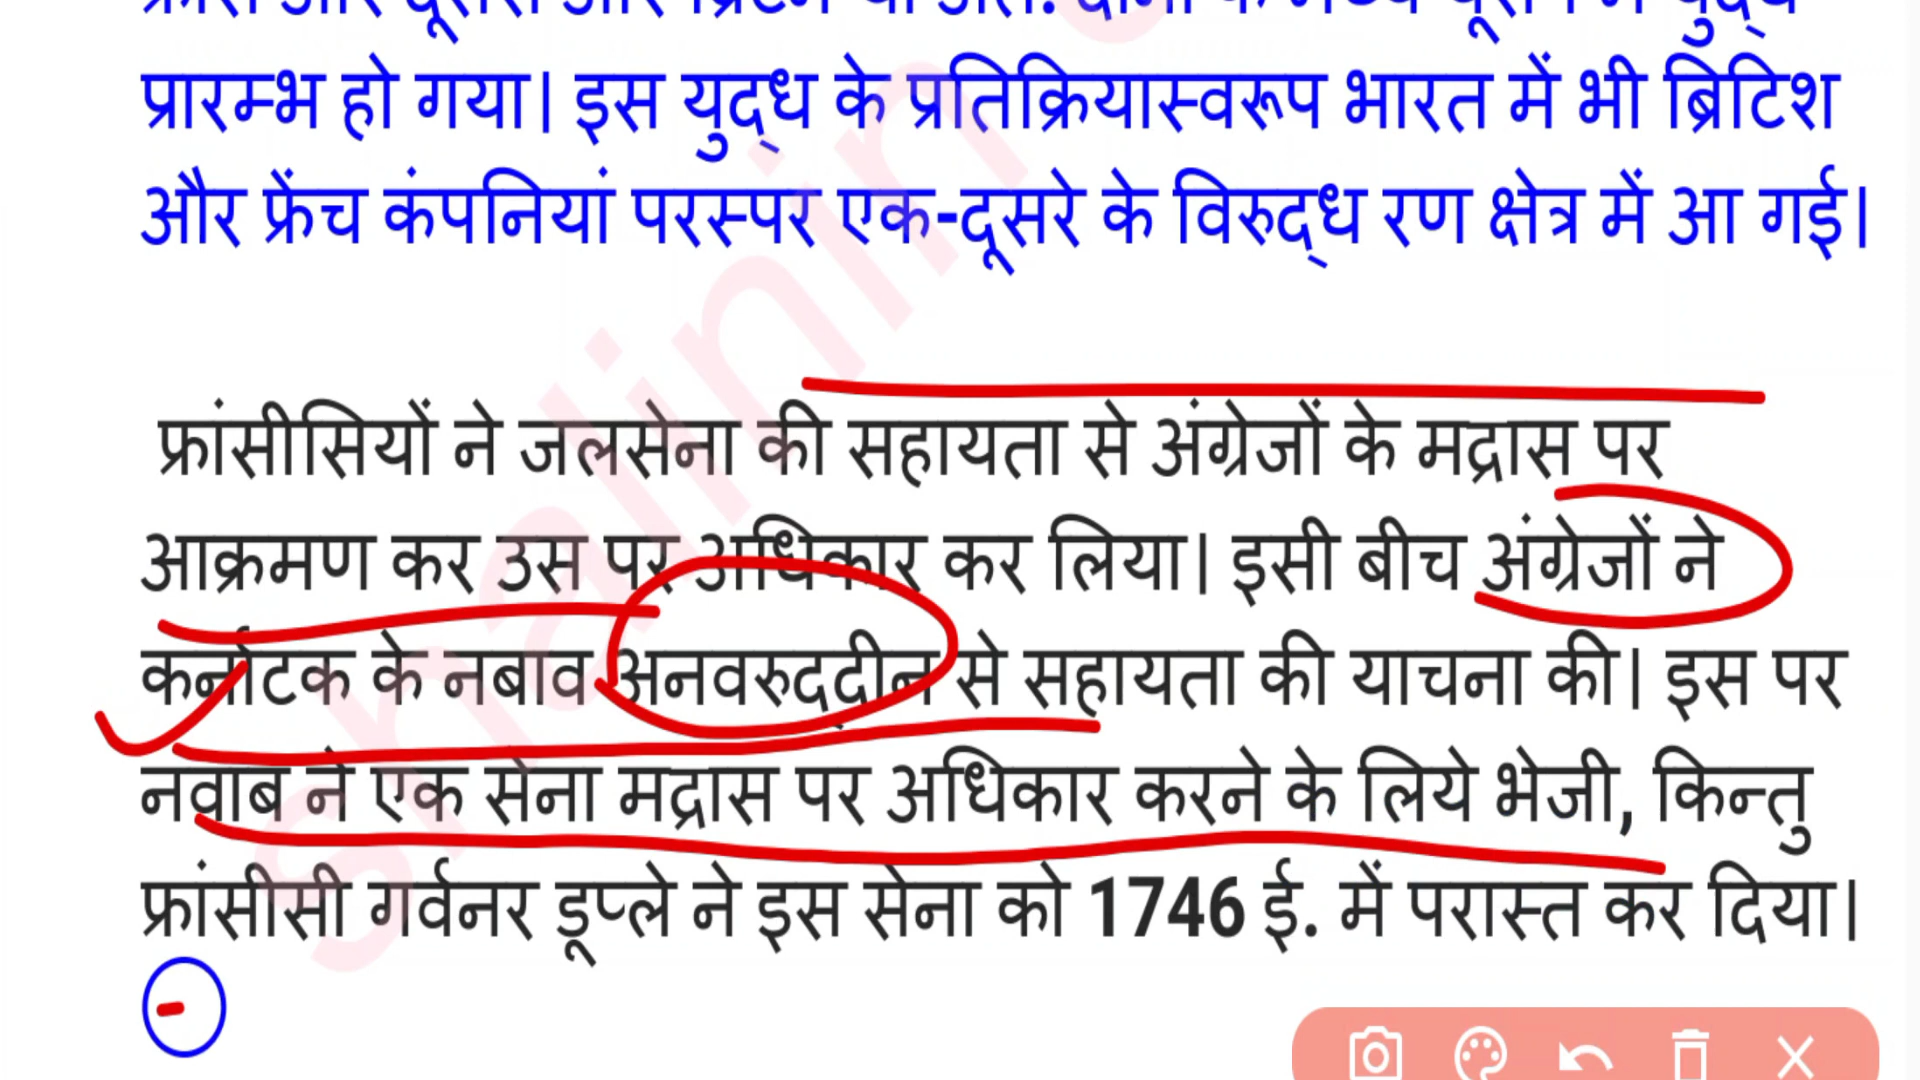 प्रारम्भ हो गया। इस युद्ध के प्रतिक्रियास्वरूप भारत में भी ब्रिटिश
और फ्रेंच कंपनियां परस्पर एक-दूसरे के विरुद्ध रण क्षेत्र में आ गई।
फ्रांसीसियों ने जलसेना की सहायता से अंग्रेजों के मद्रास पर
आक्रमण कर उस पर अधिकार कर लिया। इसी बीच अंग्रेजों ने
कर्नाटक के नबाव अनवरुद्दीन से सहायता की याचना की। इस पर
नवाब ने एक सेना मद्रास पर अधिकार करने के लिये भेजी, किन्तु
फ्रांसीसी गर्वनर डूप्ले ने इस सेना को 1746 ई. में परास्त कर दिया।